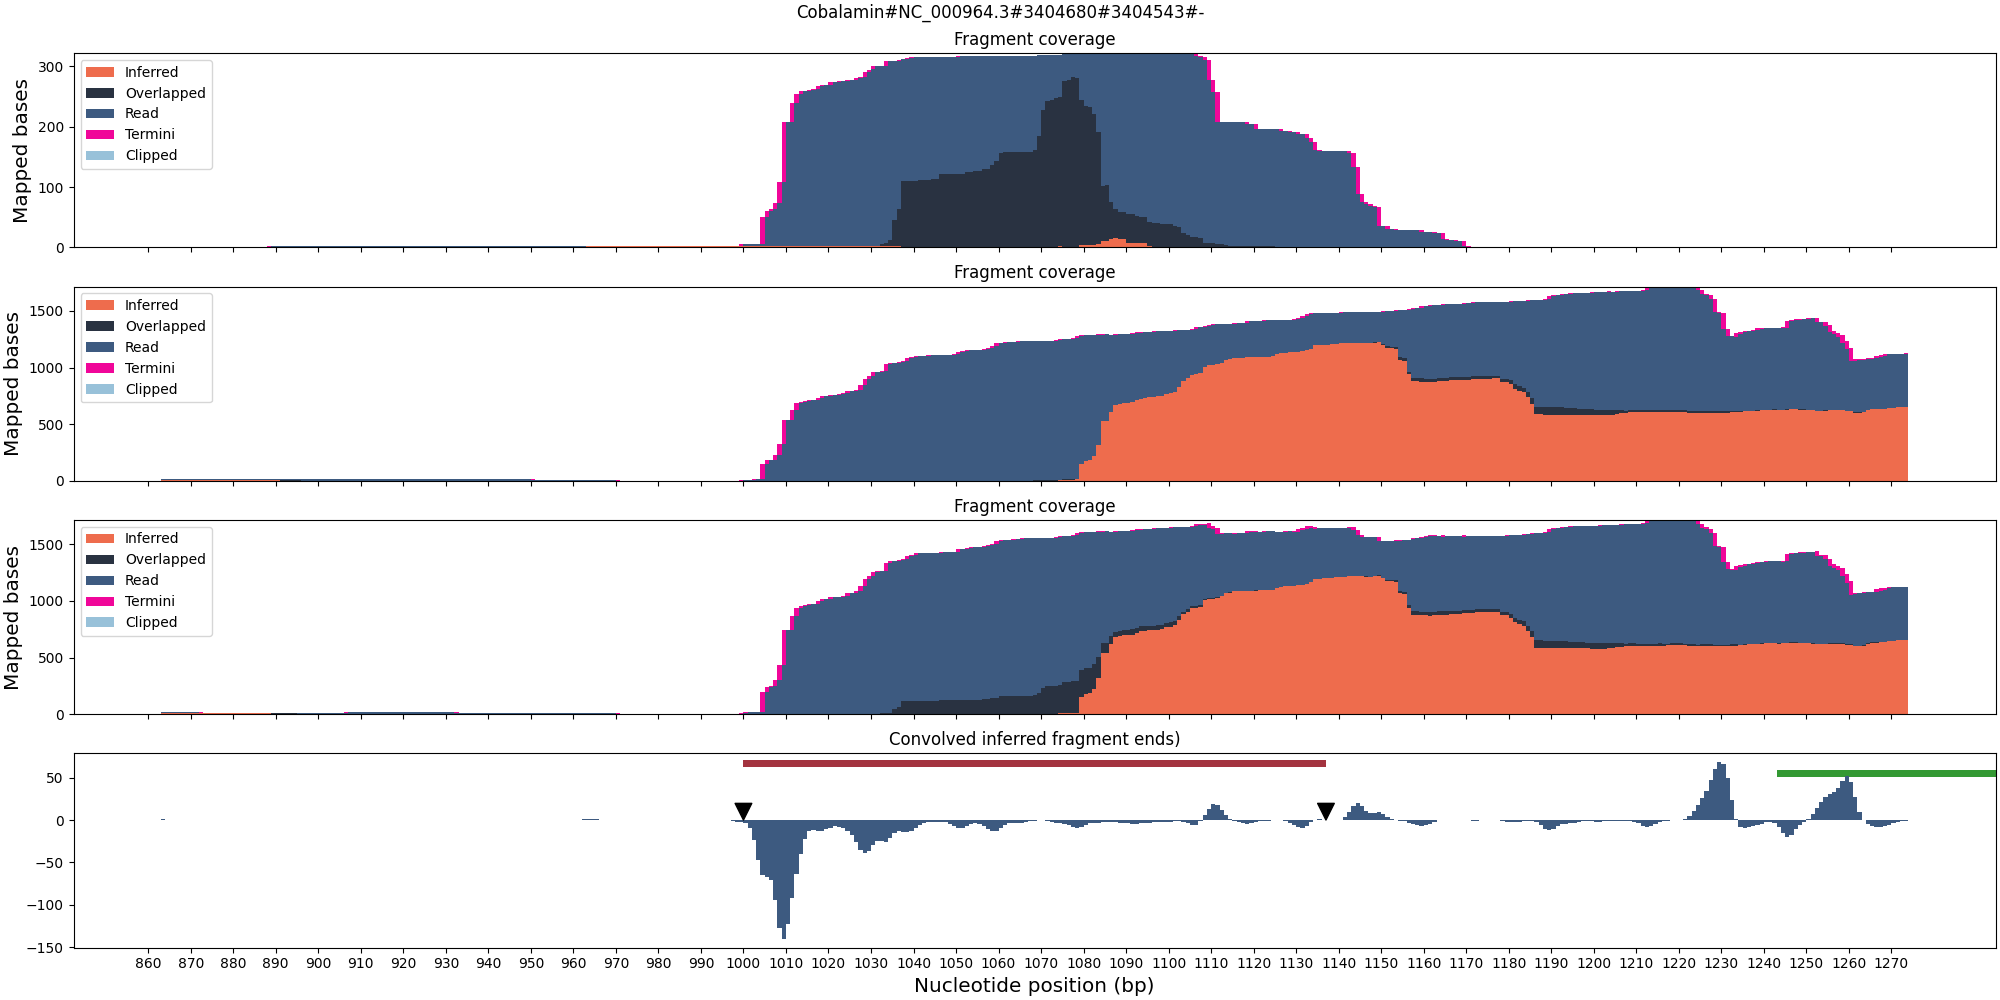 Cobalamin#NC_000964.3#3404680#3404543#-
Fragment coverage
Mapped bases
300
200
100
0
Inferred
Overlapped
Read
Termini
Clipped
Fragment coverage
Mapped bases
1500
1000
500
0
Inferred
Overlapped
Read
Termini
Clipped
Fragment coverage
Mapped bases
1500
1000
500
0
Inferred
Overlapped
Read
Termini
Clipped
Convolved inferred fragment ends)
50
0
−50
−100
−150
860 870 880 890 900 910 920 930 940 950 960 970 980 990 1000 1010 1020 1030 1040 1050 1060 1070 1080 1090 1100 1110 1120 1130 1140 1150 1160 1170 1180 1190 1200 1210 1220 1230 1240 1250 1260 1270
Nucleotide position (bp)